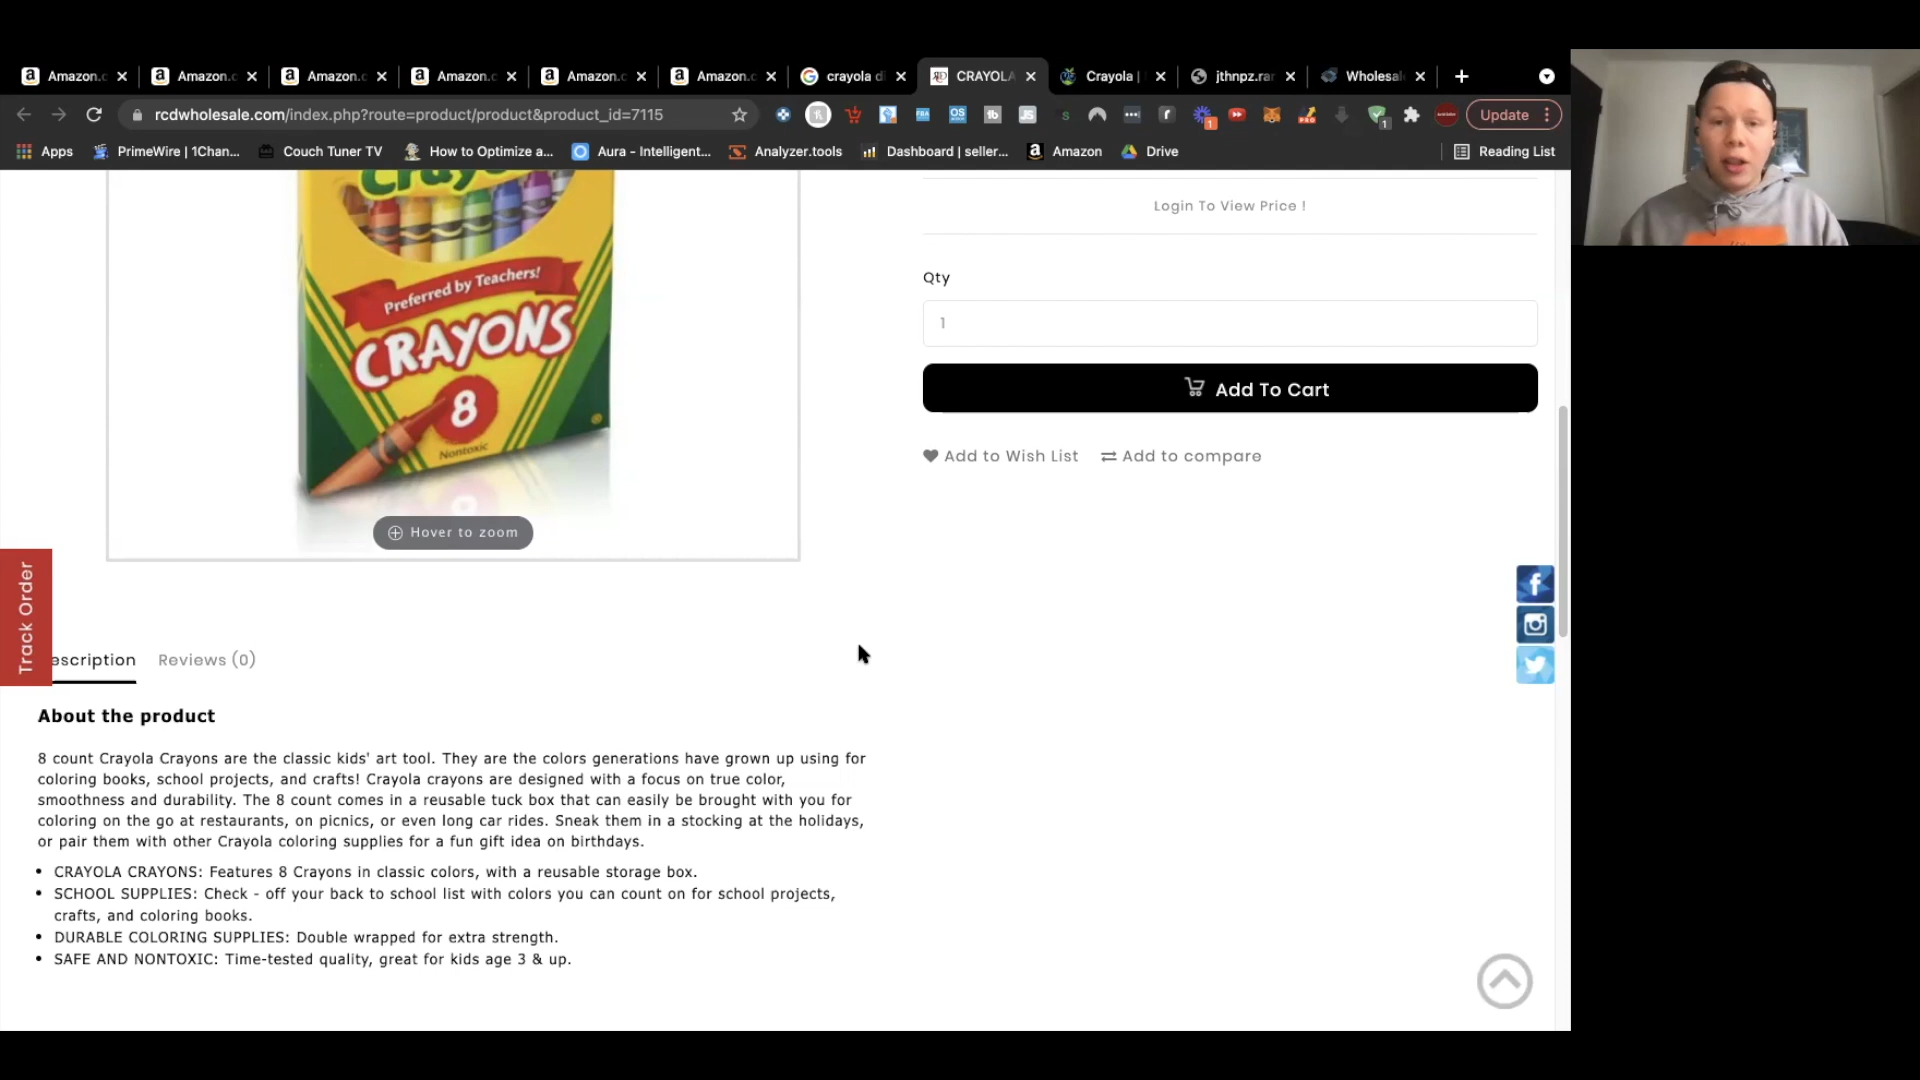 Amazon.c
Amazon.c
Amazon.c
Amazon.c
Amazon.c
Amazon.c
crayola di
CRAYOLA
Crayola |
jthnpz.rar
Wholesal
rcdwholesale.com/index.php?route=product/product&product_id=7115
Update
Apps
PrimeWire | 1Chan...
Couch Tuner TV
How to Optimize a...
Aura - Intelligent...
Analyzer.tools
Dashboard | seller...
Amazon
Drive
Reading List
Crayo
Preferred by Teachers!
CRAYONS
8
Nontoxic
Hover to zoom
Login To View Price !
Qty
1
Add To Cart
Add to Wish List
Add to compare
Track Order
escription
Reviews (0)
About the product
8 count Crayola Crayons are the classic kids' art tool. They are the colors generations have grown up using for
coloring books, school projects, and crafts! Crayola crayons are designed with a focus on true color,
smoothness and durability. The 8 count comes in a reusable tuck box that can easily be brought with you for
coloring on the go at restaurants, on picnics, or even long car rides. Sneak them in a stocking at the holidays,
or pair them with other Crayola coloring supplies for a fun gift idea on birthdays.
• CRAYOLA CRAYONS: Features 8 Crayons in classic colors, with a reusable storage box.
• SCHOOL SUPPLIES: Check - off your back to school list with colors you can count on for school projects,
crafts, and coloring books.
• DURABLE COLORING SUPPLIES: Double wrapped for extra strength.
• SAFE AND NONTOXIC: Time-tested quality, great for kids age 3 & up.